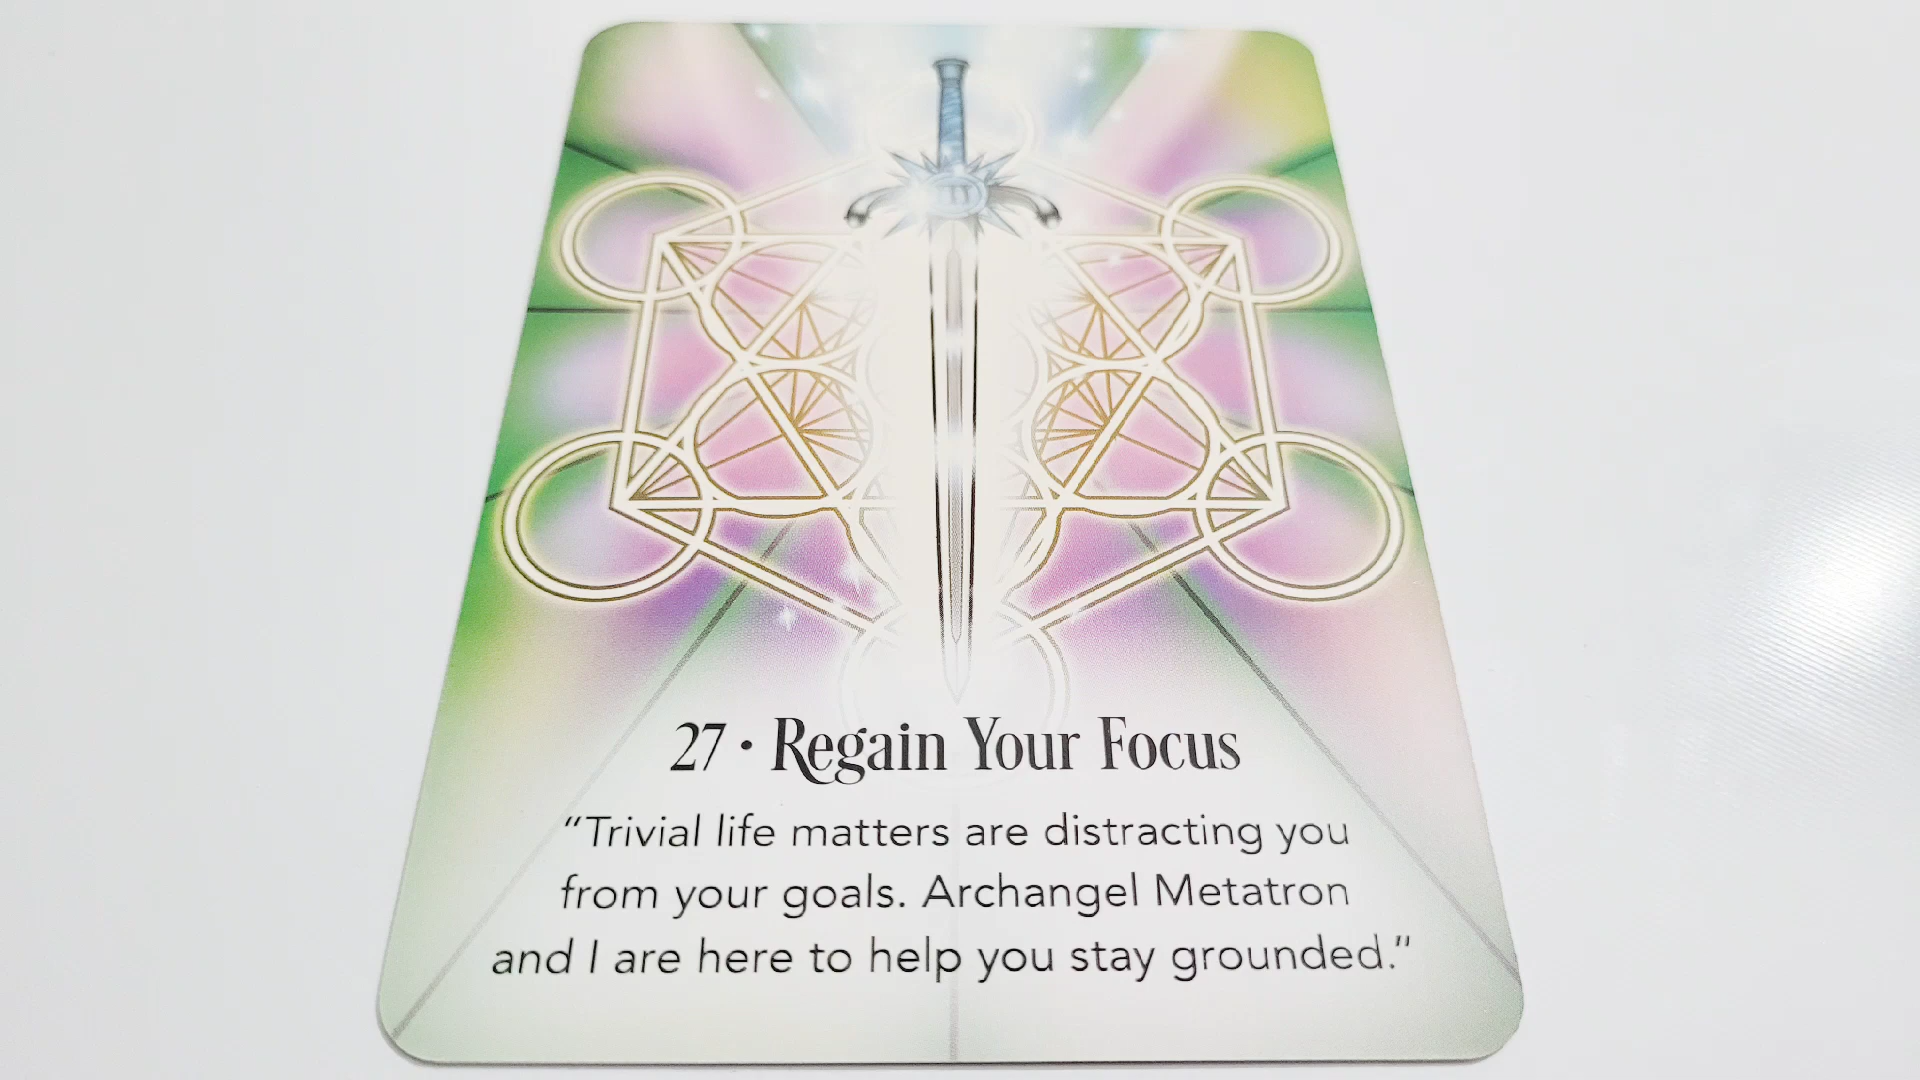 27 · Regain Your Focus
“Trivial life matters are distracting you
from your goals. Archangel Metatron
and I are here to help you stay grounded.”